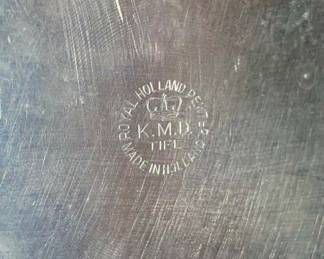 ROYAL HOLLAND PEWTER
K.M.D.
TIEL
MADE IN HOLLAND